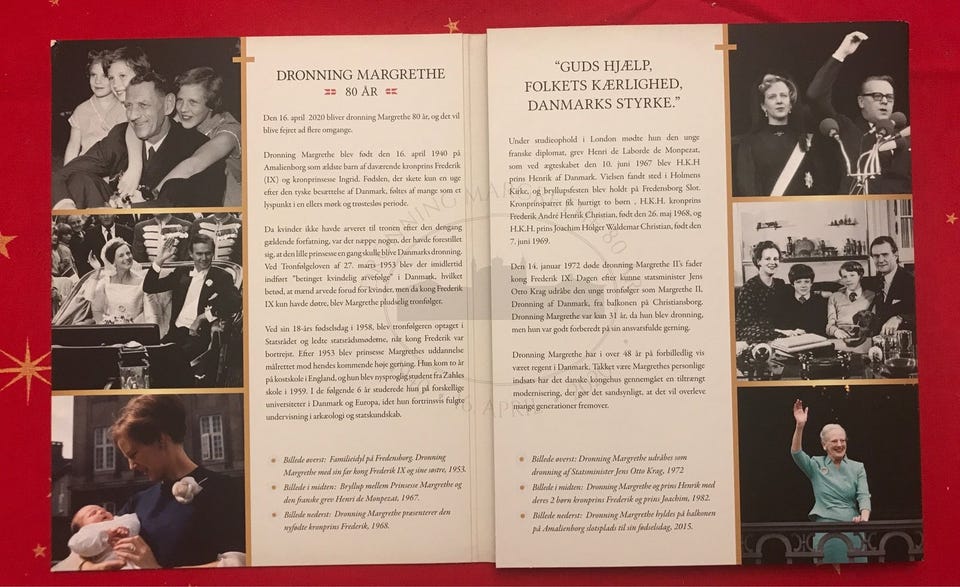 DRONNING MARGRETHE
80 ÅR
Den 16. april 2020 bliver dronning Margrethe 80 år, og det vil
blive fejret ad flere omgange.
Dronning Margrethe blev født den 16. april 1940 på
Amalienborg som ældste barn af daværende kronprins Frederik
(IX) og kronprinsesse Ingrid. Fødslen, der skete kun en uge
efter den tyske besættelse af Danmark, føltes af mange som et
lyspunkt i en ellers mørk og trøstesløs periode.
Da kvinder ikke havde arveret til tronen efter den dengang
gældende forfatning, var der næppe nogen, der havde forestillet
sig, at den lille prinsesse en gang skulle blive Danmarks dronning.
Ved Tronfølgeloven af 27. marts 1953 blev der imidlertid
indført "betinget kvindelig arvefølge" i Danmark, hvilket
betød, at mænd arvede forud for kvinder, men da kong Frederik
IX kun havde døtre, blev Margrethe pludselig tronfølger.
Ved sin 18-års fødselsdag i 1958, blev tronfølgeren optaget i
Statsrådet og ledte statsrådsmøderne, når kong Frederik var
bortrejst. Efter 1953 blev prinsesse Margrethes uddannelse
målrettet mod hendes kommende høje gerning. Hun kom to år
på kostskole i England, og hun blev nysproglig student fra Zahles
skole i 1959. I de følgende 6 år studerede hun på forskellige
universiteter i Danmark og Europa, idet hun fortrinsvis fulgte
undervisning i arkæologi og statskundskab.
Billede øverst: Familieidyl på Fredensborg. Dronning
Margrethe med sin far kong Frederik IX og sine søstre, 1953.
Billede i midten: Bryllup mellem Prinsesse Margrethe og
den franske grev Henri de Monpezat, 1967.
Billede nederst: Dronning Margrethe præsenterer den
nyfødte kronprins Frederik, 1968.
“GUDS HJÆLP,
FOLKETS KÆRLIGHED,
DANMARKS STYRKE.”
Under studieophold i London mødte hun den unge
franske diplomat, grev Henri de Laborde de Monpezat,
som ved ægteskabet den 10. juni 1967 blev H.K.H
prins Henrik af Danmark. Vielsen fandt sted i Holmens
Kirke, og bryllupsfesten blev holdt på Fredensborg Slot.
Kronprinsparret fik hurtigt to børn , H.K.H. kronprins
Frederik André Henrik Christian, født den 26. maj 1968, og
H.K.H. prins Joachim Holger Waldemar Christian, født den
7. juni 1969.
Den 14. januar 1972 døde dronning Margrethe II's fader
kong Frederik IX. Dagen efter kunne statsminister Jens
Otto Krag udråbe den unge tronfølger som Margrethe II,
Dronning af Danmark, fra balkonen på Christiansborg.
Dronning Margrethe var kun 31 år, da hun blev dronning,
men hun var godt forberedt på sin ansvarsfulde gerning.
Dronning Margrethe har i over 48 år på forbilledlig vis
været regent i Danmark. Takket være Margrethes personlige
indsats har det danske kongehus gennemgået en tiltrængt
modernisering, der gør det sandsynligt, at det vil overleve
mange generationer fremover.
Billede øverst: Dronning Margrethe udråbes som
dronning af Statsminister Jens Otto Krag, 1972
Billede i midten: Dronning Margrethe og prins Henrik med
deres 2 børn kronprins Frederik og prins Joachim, 1982.
Billede nederst: Dronning Margrethe hyldes på balkonen
på Amalienborg slotsplads til sin fødselsdag, 2015.